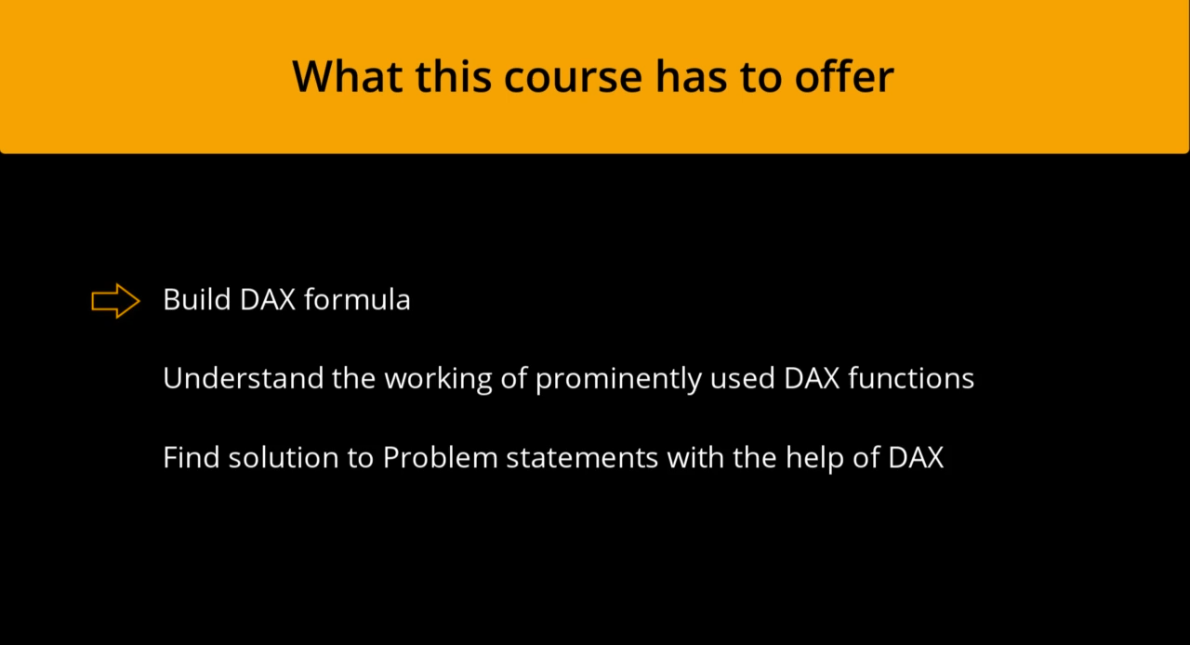 What this course has to offer
Build DAX formula
Understand the working of prominently used DAX functions
Find solution to Problem statements with the help of DAX